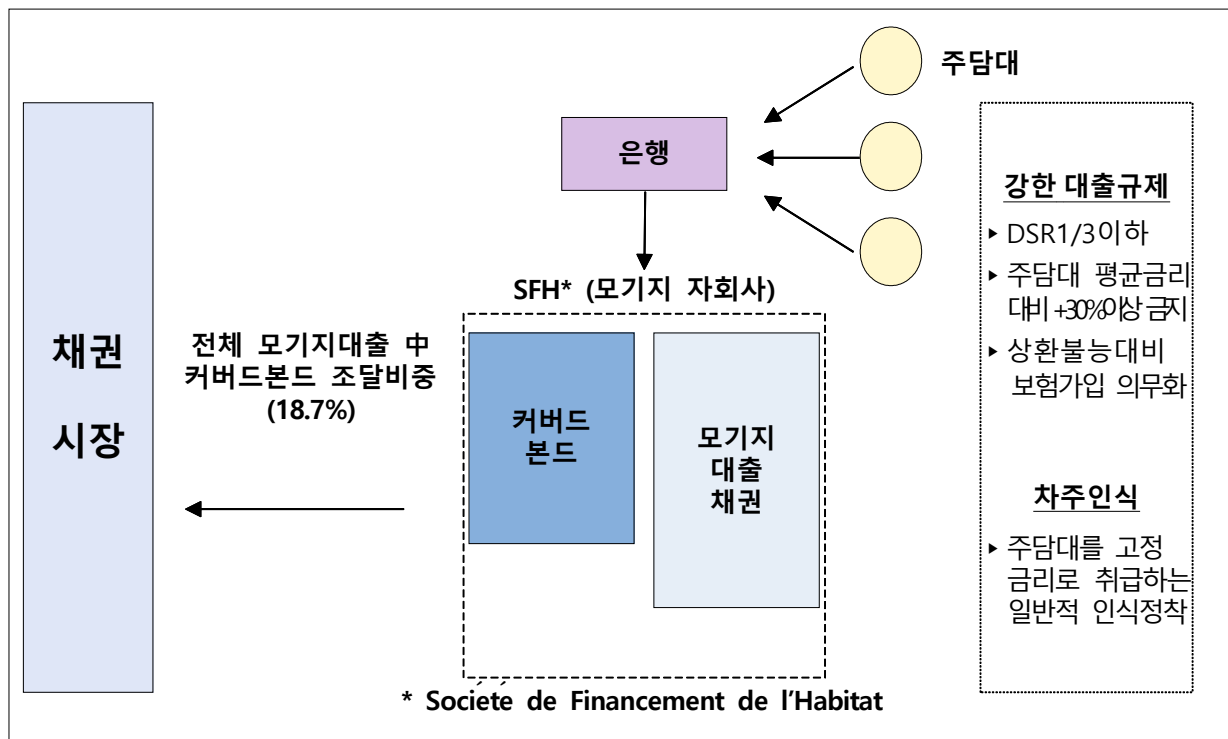 주담대
은행
SFH* (모기지 자회사)
채권
시장
전체 모기지대출 中
커버드본드 조달비중
(18.7%)
커버드
본드
모기지
대출
채권
* Société de Financement de l'Habitat
강한 대출규제
▸ DSR1/3이하
▸ 주담대 평균금리
대비 +30%이상 금지
▸ 상환불능대비
보험가입 의무화
차주인식
▸ 주담대를 고정
금리로 취급하는
일반적 인식정착